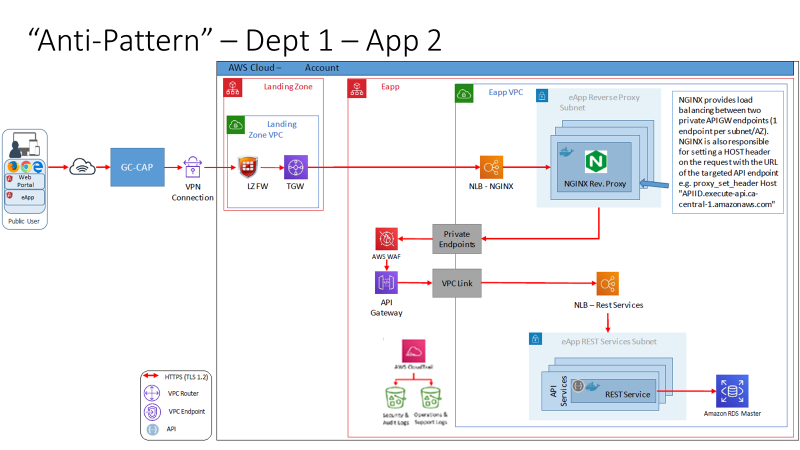 “Anti-Pattern” – Dept 1 – App 2
AWS Cloud – Account
Landing Zone
Landing
Zone VPC
LZ FW
TGW
Eapp
Eapp VPC
eApp Reverse Proxy
Subnet
NGINX Rev. Proxy
NLB - NGINX
NGINX provides load
balancing between two
private APIGW endpoints (1
endpoint per subnet/AZ).
NGINX is also responsible
for setting a HOST header
on the request with the URL
of the targeted API endpoint
e.g. proxy_set_header Host
"APIID.execute-api.ca-
central-1.amazonaws.com"
Web
Portal
eApp
Public User
GC-CAP
VPN
Connection
Private
Endpoints
AWS WAF
API
Gateway
VPC Link
NLB – Rest Services
eApp REST Services Subnet
API
Services
REST Service
Amazon RDS Master
AWS CloudTrail
Security &
Audit Logs
Operations &
Support Logs
HTTPS (TLS 1.2)
VPC Router
VPC Endpoint
API